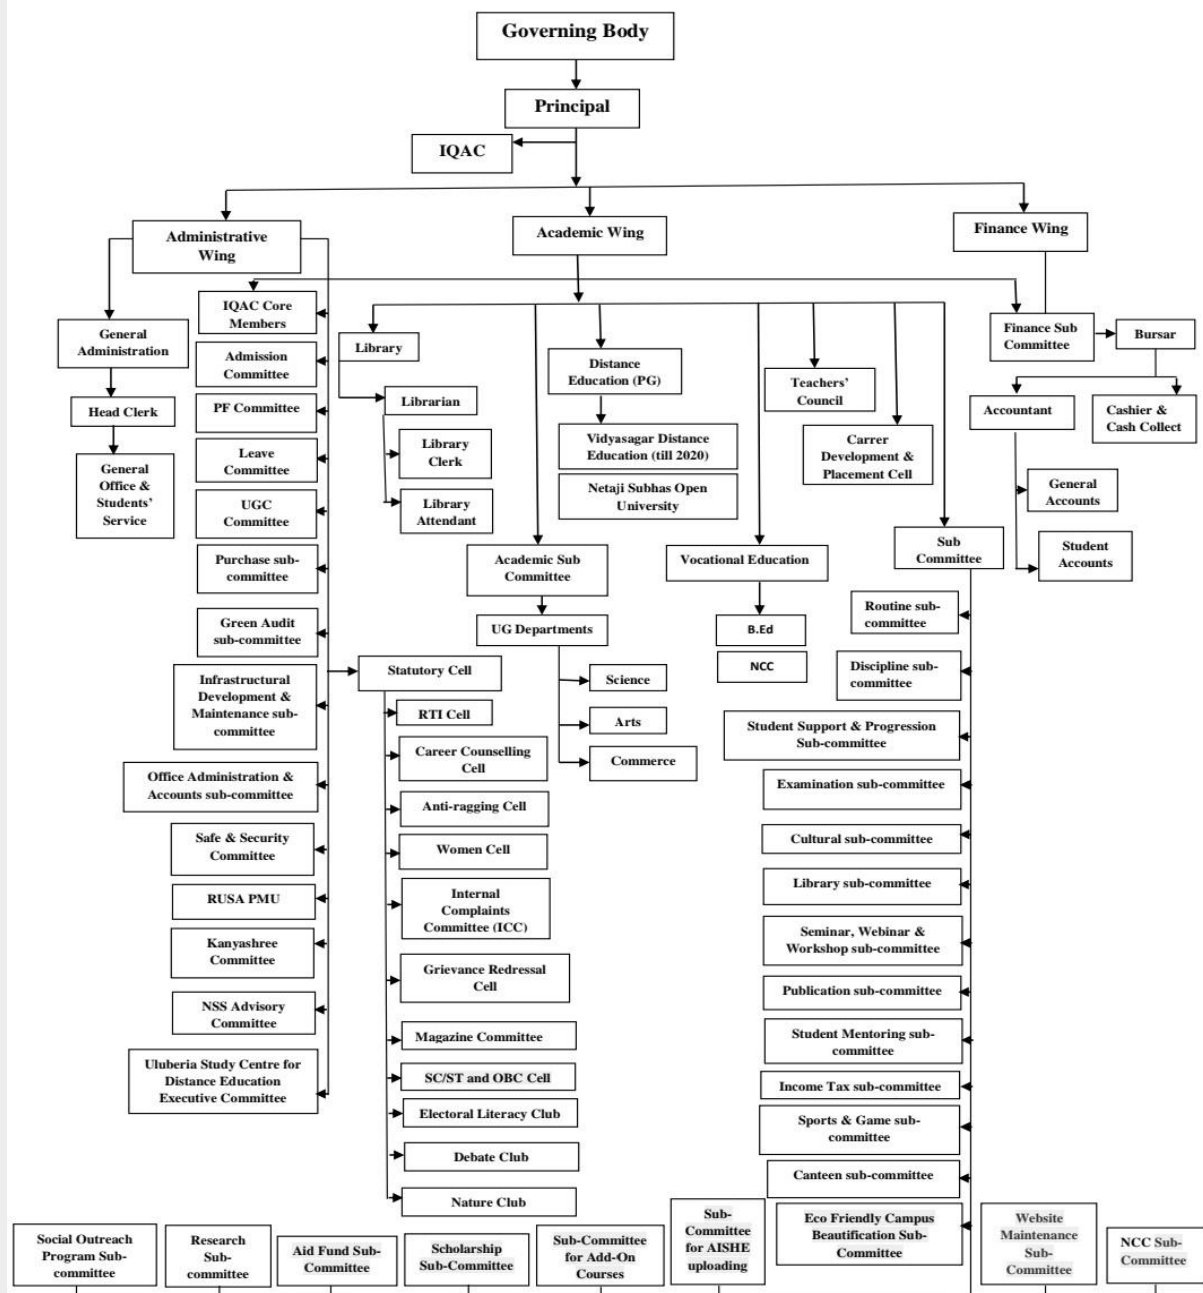 Governing Body
Principal
IQAC
Administrative
Wing
Academic Wing
Finance Wing
General
Administration
Head Clerk
General
Office &
Students'
Service
IQAC Core
Members
Admission
Committee
PF Committee
Leave
Committee
UGC
Committee
Purchase sub-
committee
Green Audit
sub-committee
Infrastructural
Development &
Maintenance sub-
committee
Office Administration &
Accounts sub-committee
Safe & Security
Committee
RUSA PMU
Kanyashree
Committee
NSS Advisory
Committee
Uluberia Study Centre for
Distance Education
Executive Committee
Statutory Cell
RTI Cell
Career Counselling
Cell
Anti-ragging Cell
Women Cell
Internal
Complaints
Committee (ICC)
Grievance Redressal
Cell
Magazine Committee
SC/ST and OBC Cell
Electoral Literacy Club
Debate Club
Nature Club
Library
Librarian
Library
Clerk
Library
Attendant
Academic Sub
Committee
UG Departments
Science
Arts
Commerce
Distance
Education (PG)
Vidyasagar Distance
Education (till 2020)
Netaji Subhas Open
University
Vocational Education
B.Ed
NCC
Teachers'
Council
Carrer
Development &
Placement Cell
Sub
Committee
Routine sub-
committee
Discipline sub-
committee
Student Support & Progression
Sub-committee
Examination sub-committee
Cultural sub-committee
Library sub-committee
Seminar, Webinar &
Workshop sub-committee
Publication sub-committee
Student Mentoring sub-
committee
Income Tax sub-committee
Sports & Game sub-
committee
Canteen sub-committee
Eco Friendly Campus
Beautification Sub-
Committee
Finance Sub
Committee
Bursar
Accountant
Cashier &
Cash Collect
General
Accounts
Student
Accounts
Social Outreach
Program Sub-
committee
Research
Sub-
committee
Aid Fund Sub-
Committee
Scholarship
Sub-Committee
Sub-Committee
for Add-On
Courses
Sub-
Committee
for AISHE
uploading
Website
Maintenance
Sub-
Committee
NCC Sub-
Committee